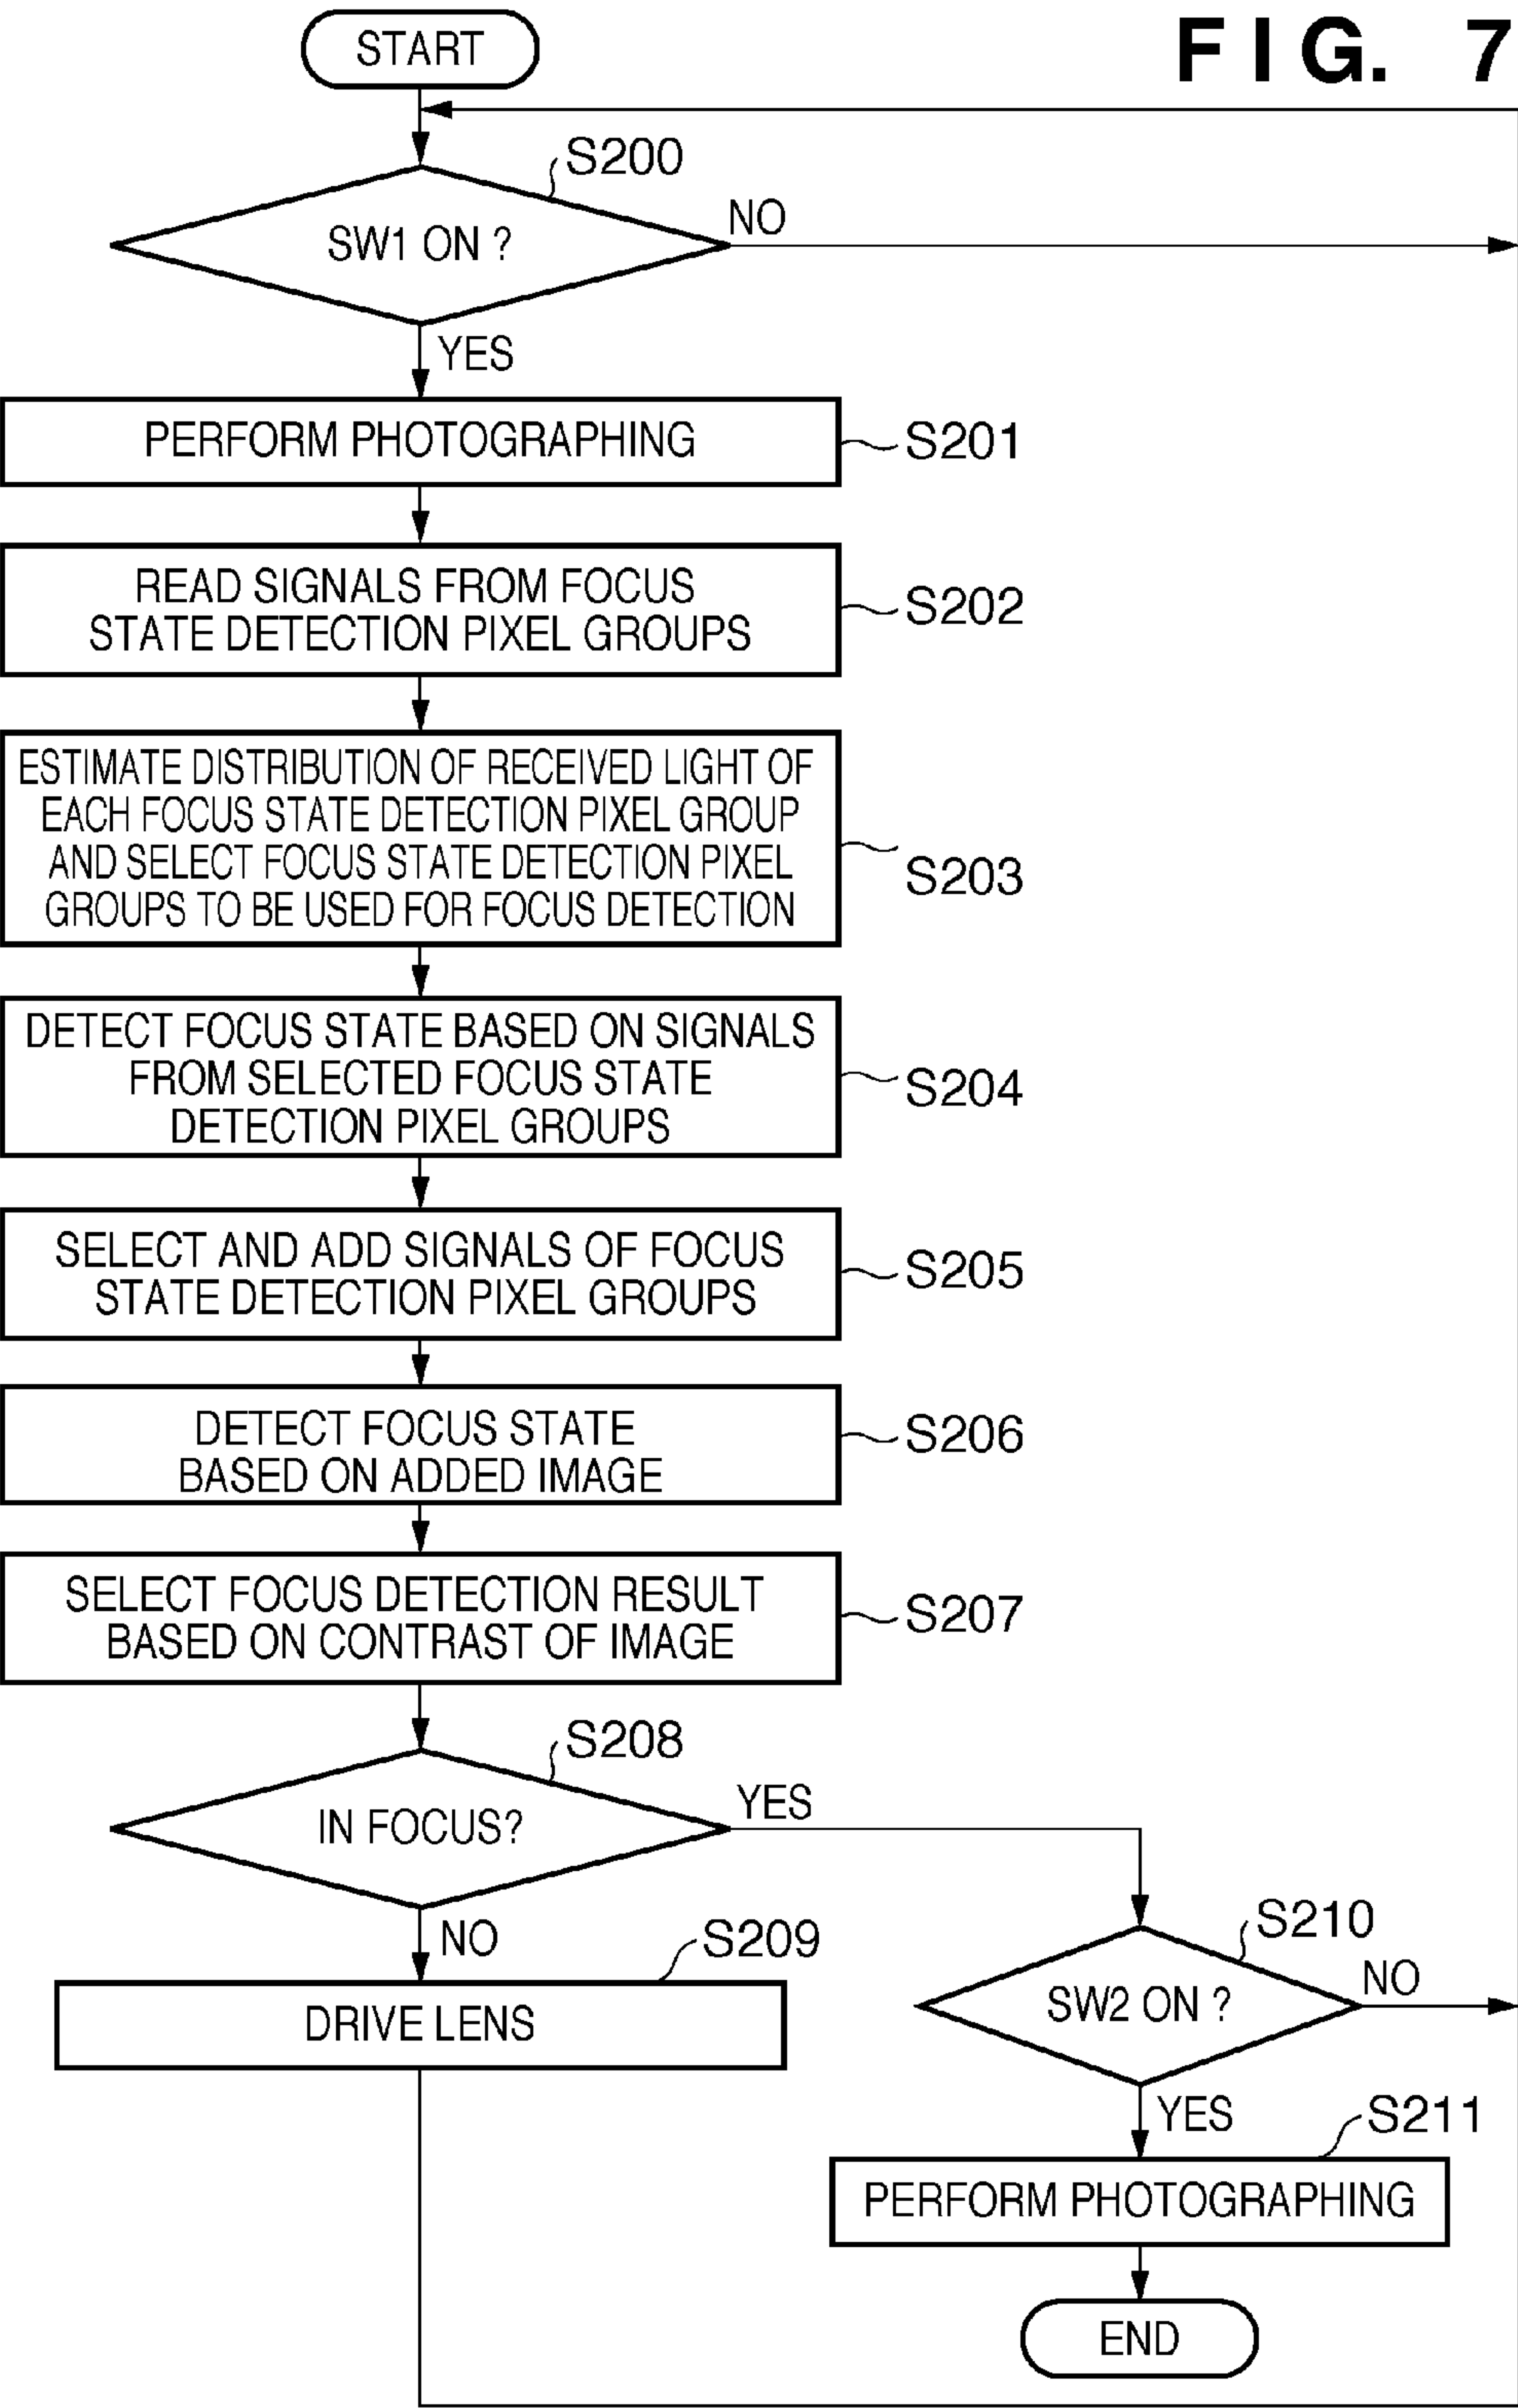 FIG. 7
START
S200
SW1 ON ?
NO
YES
PERFORM PHOTOGRAPHING
S201
READ SIGNALS FROM FOCUS
STATE DETECTION PIXEL GROUPS
S202
ESTIMATE DISTRIBUTION OF RECEIVED LIGHT OF
EACH FOCUS STATE DETECTION PIXEL GROUP
AND SELECT FOCUS STATE DETECTION PIXEL
GROUPS TO BE USED FOR FOCUS DETECTION
S203
DETECT FOCUS STATE BASED ON SIGNALS
FROM SELECTED FOCUS STATE
DETECTION PIXEL GROUPS
S204
SELECT AND ADD SIGNALS OF FOCUS
STATE DETECTION PIXEL GROUPS
S205
DETECT FOCUS STATE
BASED ON ADDED IMAGE
S206
SELECT FOCUS DETECTION RESULT
BASED ON CONTRAST OF IMAGE
S207
S208
IN FOCUS?
YES
NO
S209
DRIVE LENS
S210
SW2 ON ?
NO
YES
S211
PERFORM PHOTOGRAPHING
END